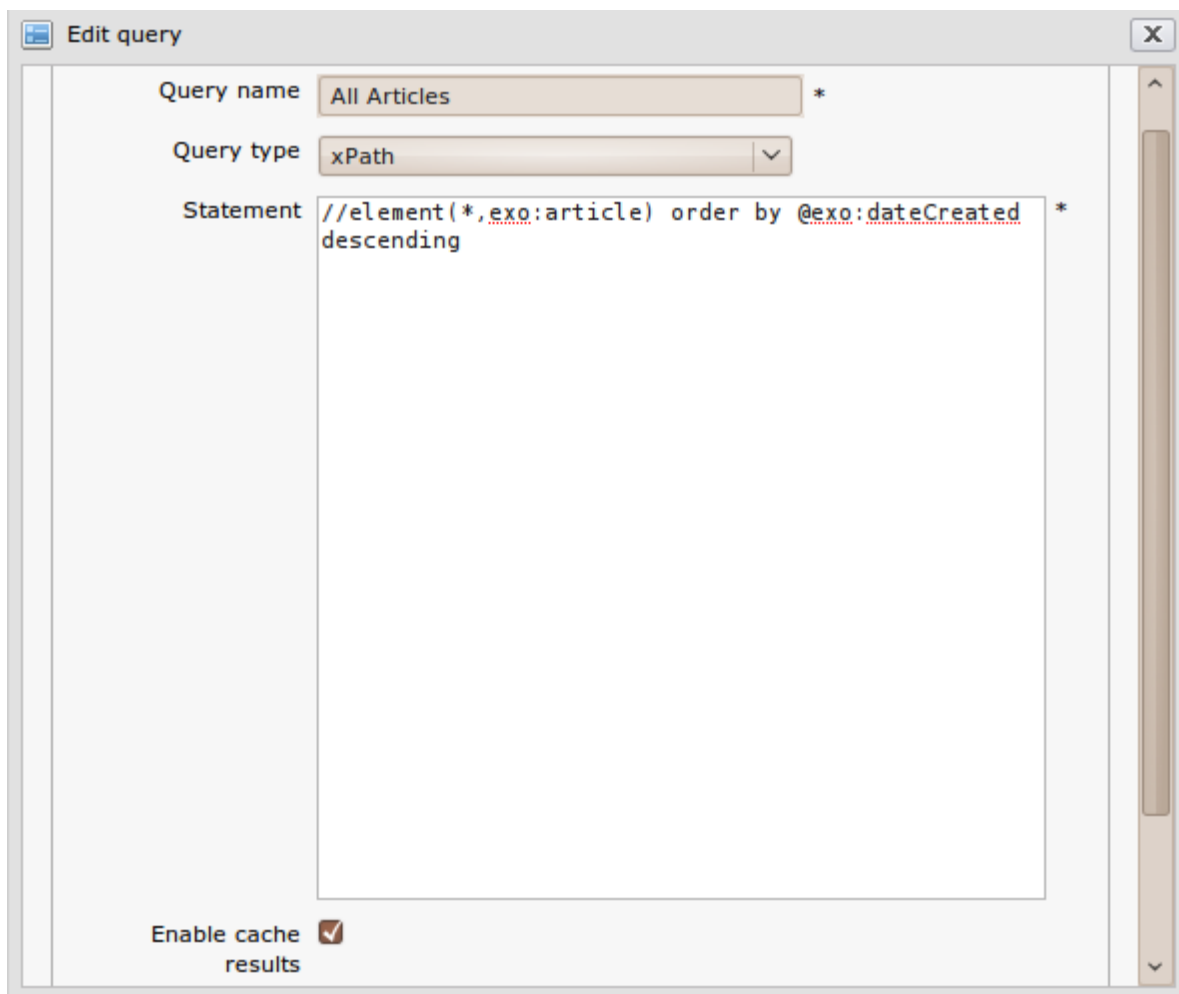 Edit query
X
Query name All Articles *
Query type xPath
Statement //element(*,exo:article) order by @exo:dateCreated *
descending
Enable cache
results